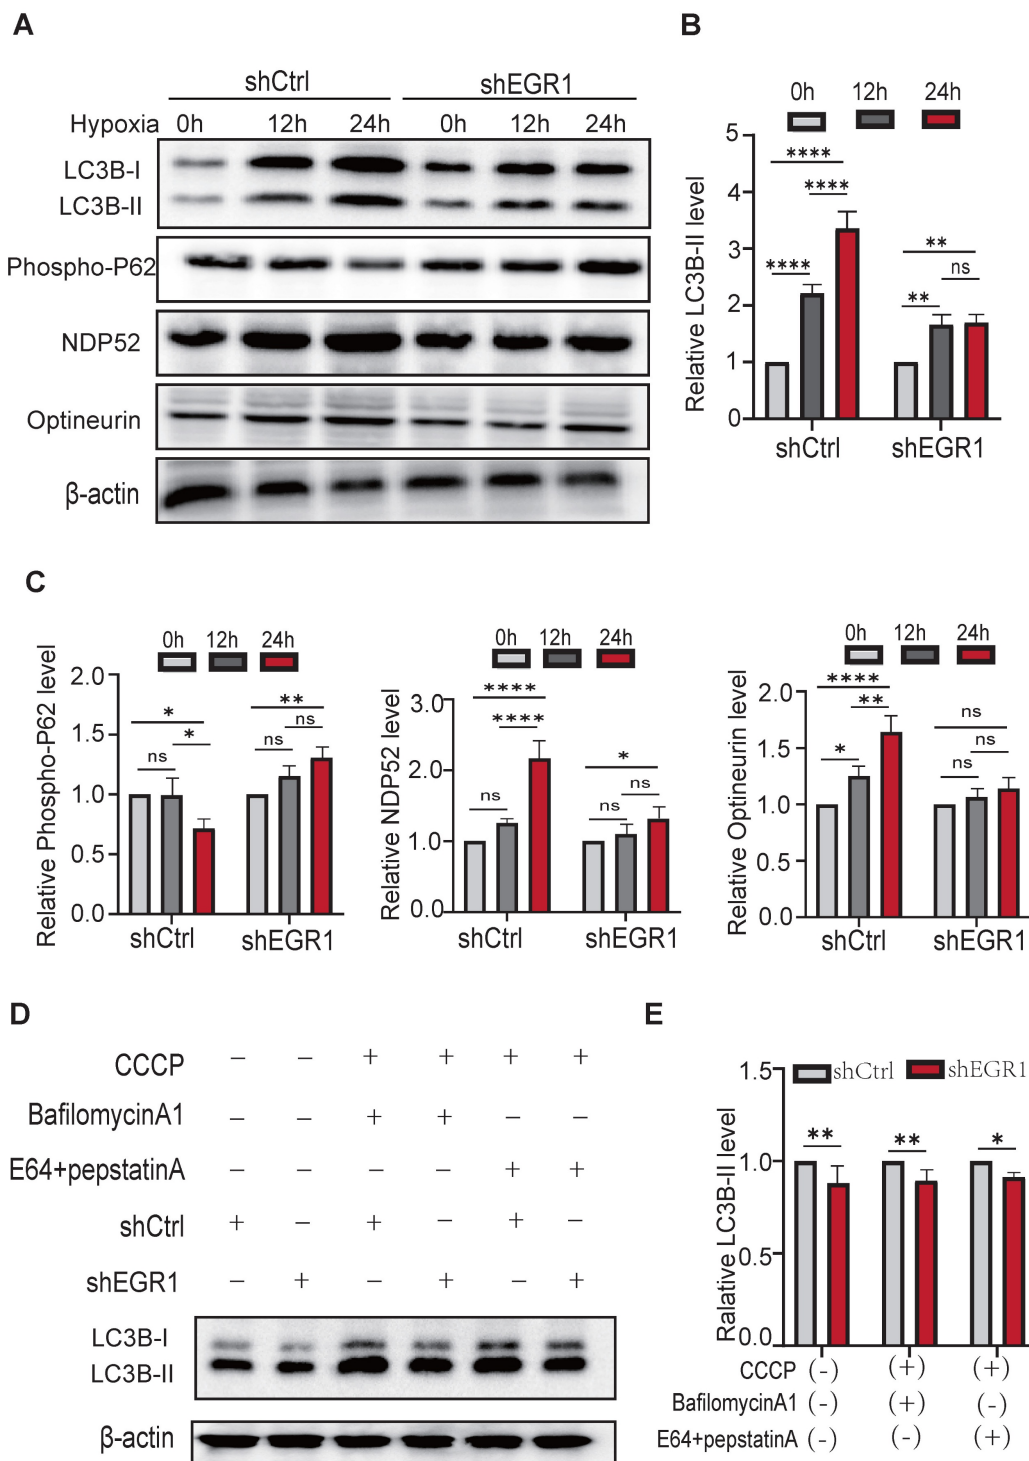 A
shCtrl shEGR1
Hypoxia 0h 12h 24h 0h 12h 24h
LC3B-I
LC3B-II
Phospho-P62
NDP52
Optineurin
β-actin
B
0h 12h 24h
Relative LC3B-II level
5
4
3
2
1
0
**** **** ****
** ** ns
shCtrl shEGR1
C
0h 12h 24h
Relative Phospho-P62 level
2.0
1.5
1.0
0.5
0.0
* ns *
** ns ns
shCtrl shEGR1
0h 12h 24h
Relative NDP52 level
3.0
2.0
1.0
0.0
**** **** ns
* ns ns
shCtrl shEGR1
0h 12h 24h
Relative Optineurin level
2.0
1.5
1.0
0.5
0.0
**** ** *
ns ns ns
shCtrl shEGR1
D
CCCP − − + + + +
BafilomycinA1 − − + + − −
E64+pepstatinA − − − − + +
shCtrl + − + − + −
shEGR1 − + − + − +
LC3B-I
LC3B-II
β-actin
E
shCtrl shEGR1
Ralative LC3B-II level
1.5
1.0
0.5
0.0
** ** *
CCCP (-) (+) (+)
BafilomycinA1 (-) (+) (-)
E64+pepstatinA (-) (-) (+)